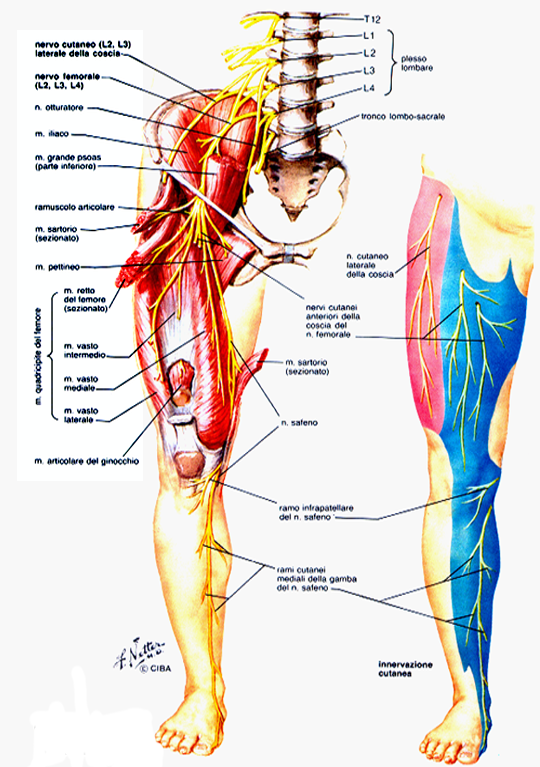 T12
L1
L2
L3
L4
plesso
lombare
tronco lombo-sacrale
nervo cutaneo (L2, L3)
laterale della coscia
nervo femorale
(L2, L3, L4)
n. otturatore
m. iliaco
m. grande psoas
(parte inferiore)
ramuscolo articolare
m. sartorio
(sezionato)
m. pettineo
m. quadricipite del femore
m. retto
del femore
(sezionato)
m. vasto
intermedio
m. vasto
mediale
m. vasto
laterale
m. articolare del ginocchio
n. cutaneo
laterale
della coscia
nervi cutanei
anteriori della
coscia del
n. femorale
m. sartorio
(sezionato)
n. safeno
ramo infrapatellare
del n. safeno
rami cutanei
mediali della gamba
del n. safeno
innervazione
cutanea
F. Netter
M.D.
© CIBA